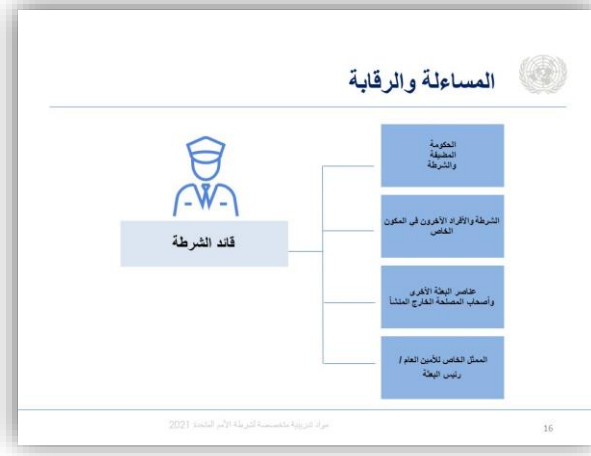 المساءلة والرقابة
الحكومة
المضيفة
والشرطة
الشرطة والأفراد الآخرون في المكون
الخاص
قائد الشرطة
عناصر البعثة الأخرى
وأصحاب المصلحة الخارج المنشأ
الممثل الخاص للأمين العام /
رئيس البعثة
مواد تدريبية متخصصة لشرطة الأمم المتحدة 2021
16